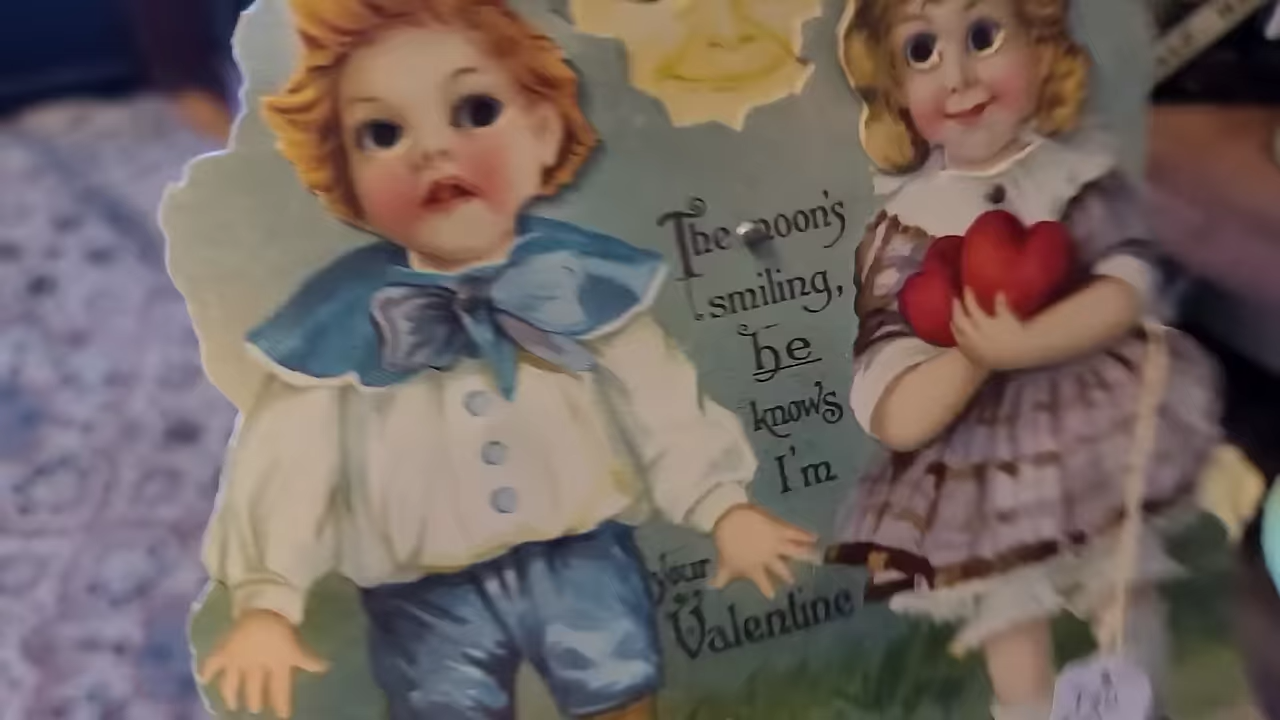 The moon's
smiling,
he
knows
I'm
Your
Valentine